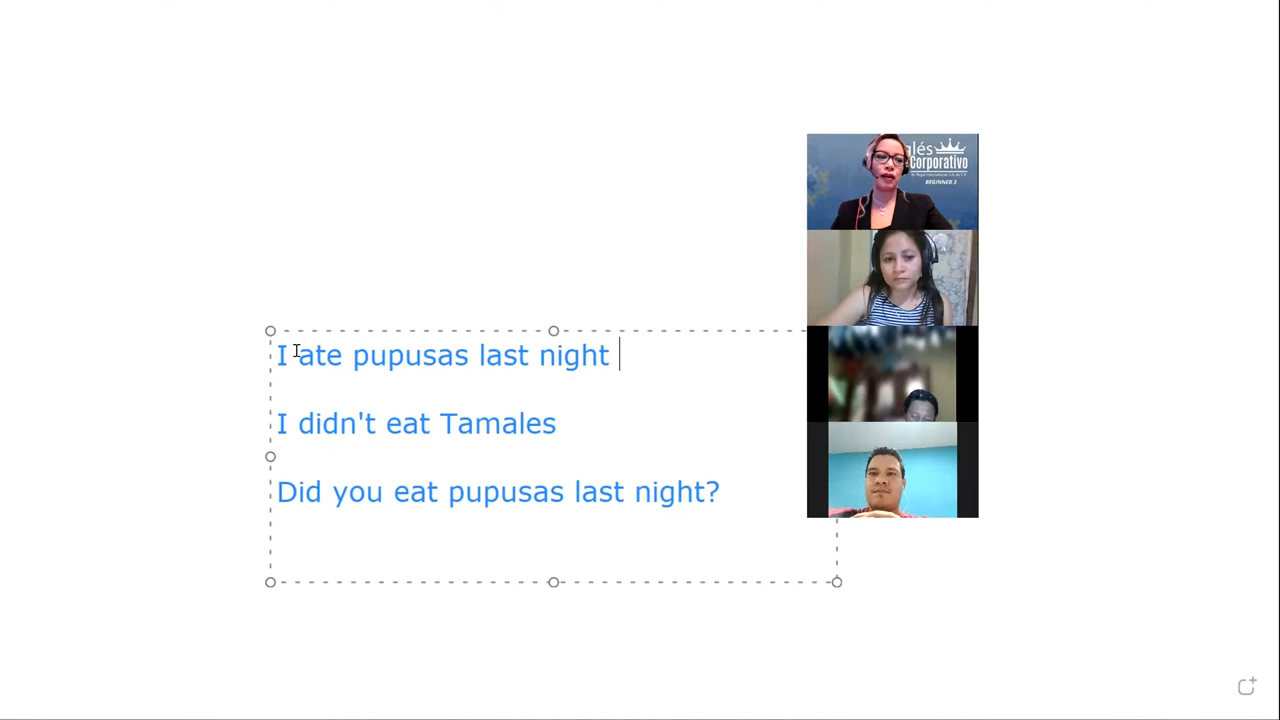 glés
Corporativo
BEGINNER 3
I ate pupusas last night
I didn't eat Tamales
Did you eat pupusas last night?